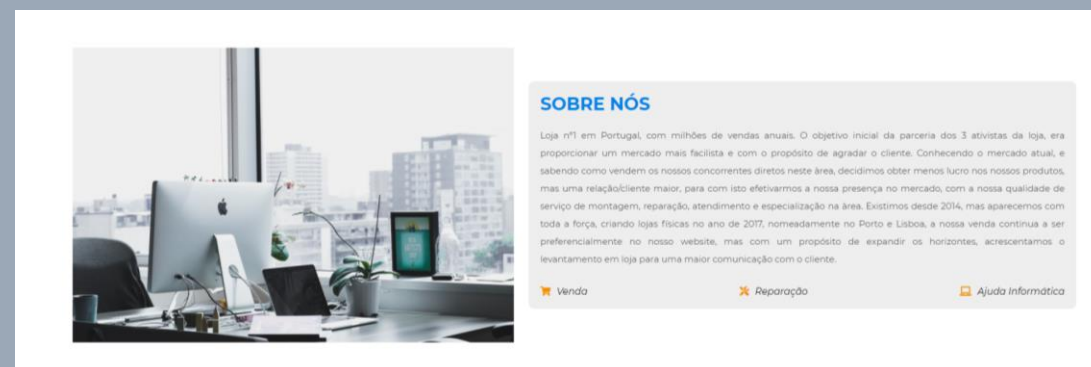 SOBRE NÓS
Loja nº1 em Portugal, com milhões de vendas anuais. O objetivo inicial da parceria dos 3 ativistas da loja, era
proporcionar um mercado mais facilista e com o propósito de agradar o cliente. Conhecendo o mercado atual, e
sabendo como vendem os nossos concorrentes diretos neste área, decidimos obter menos lucro nos nossos produtos,
mas uma relação/cliente maior, para com isto efetivarmos a nossa presença no mercado, com a nossa qualidade de
serviço de montagem, reparação, atendimento e especialização na área. Existimos desde 2014, mas aparecemos com
toda a força, criando lojas físicas no ano de 2017, nomeadamente no Porto e Lisboa, a nossa venda continua a ser
preferencialmente no nosso website, mas com um propósito de expandir os horizontes, acrescentamos o
levantamento em loja para uma maior comunicação com o cliente.
Venda
Reparação
Ajuda Informática